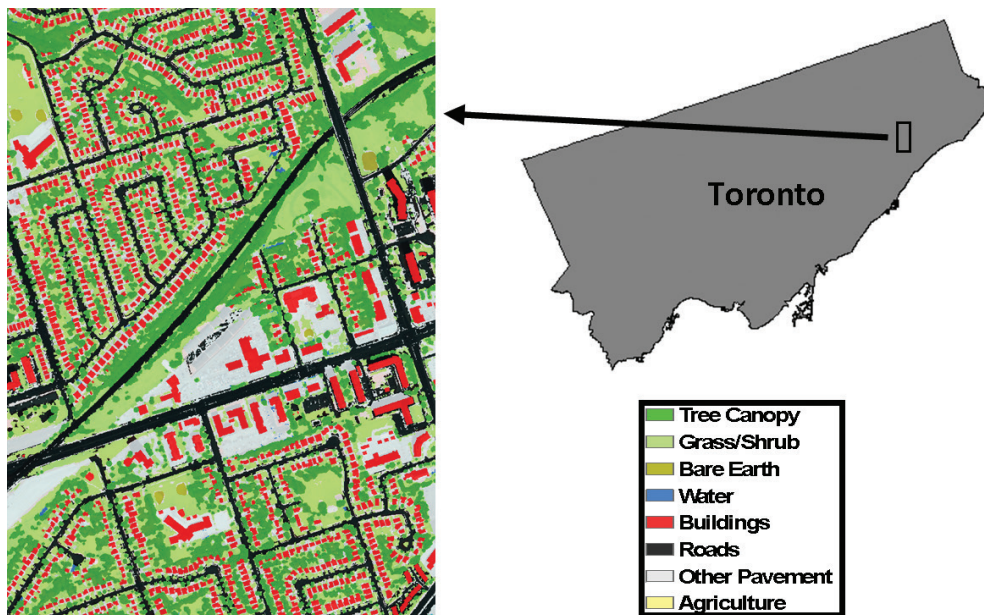 Toronto
Tree Canopy
Grass/Shrub
Bare Earth
Water
Buildings
Roads
Other Pavement
Agriculture